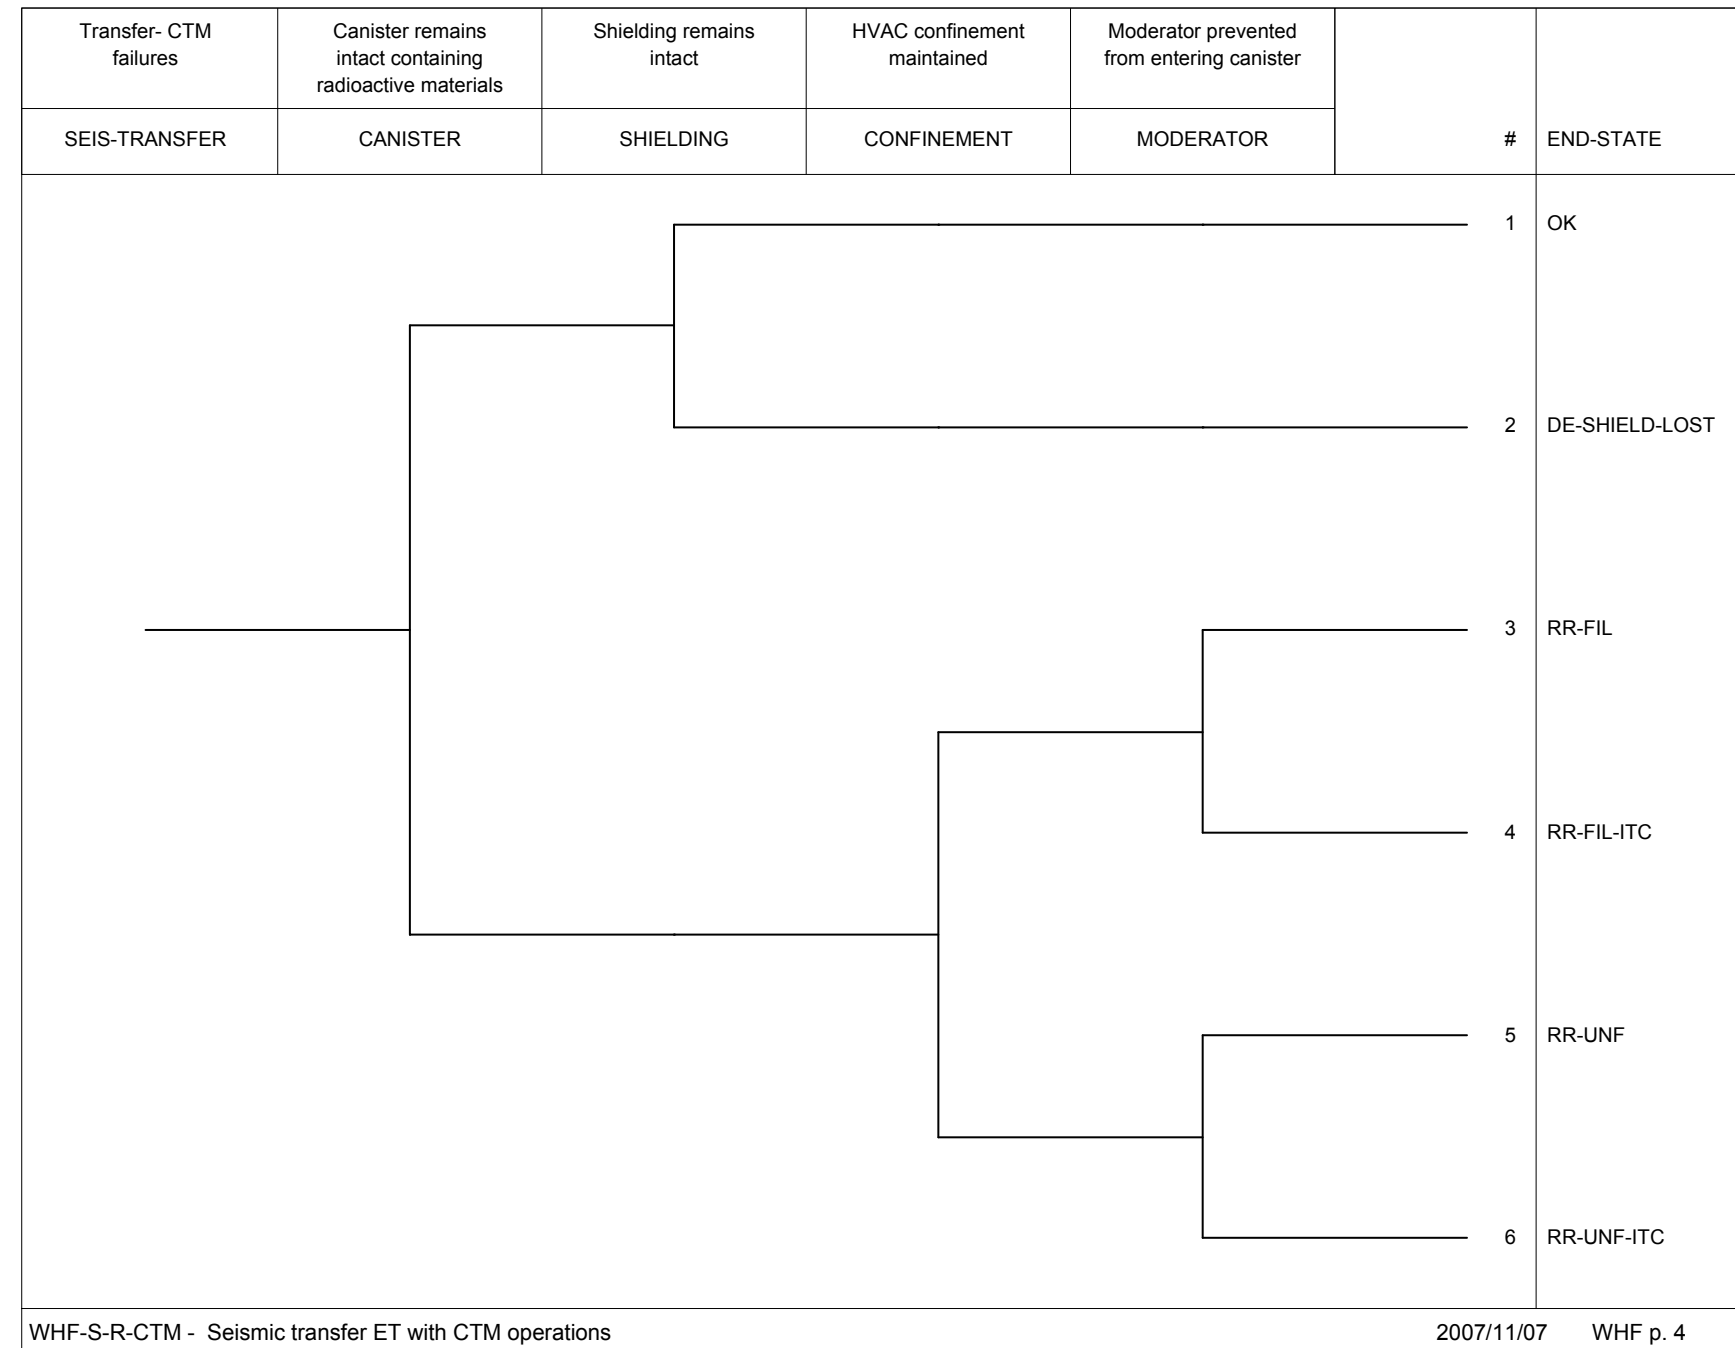 Transfer- CTM
failures
Canister remains
intact containing
radioactive materials
Shielding remains
intact
HVAC confinement
maintained
Moderator prevented
from entering canister
SEIS-TRANSFER
CANISTER
SHIELDING
CONFINEMENT
MODERATOR
#
END-STATE
1 OK
2 DE-SHIELD-LOST
3 RR-FIL
4 RR-FIL-ITC
5 RR-UNF
6 RR-UNF-ITC
WHF-S-R-CTM - Seismic transfer ET with CTM operations 2007/11/07 WHF p. 4